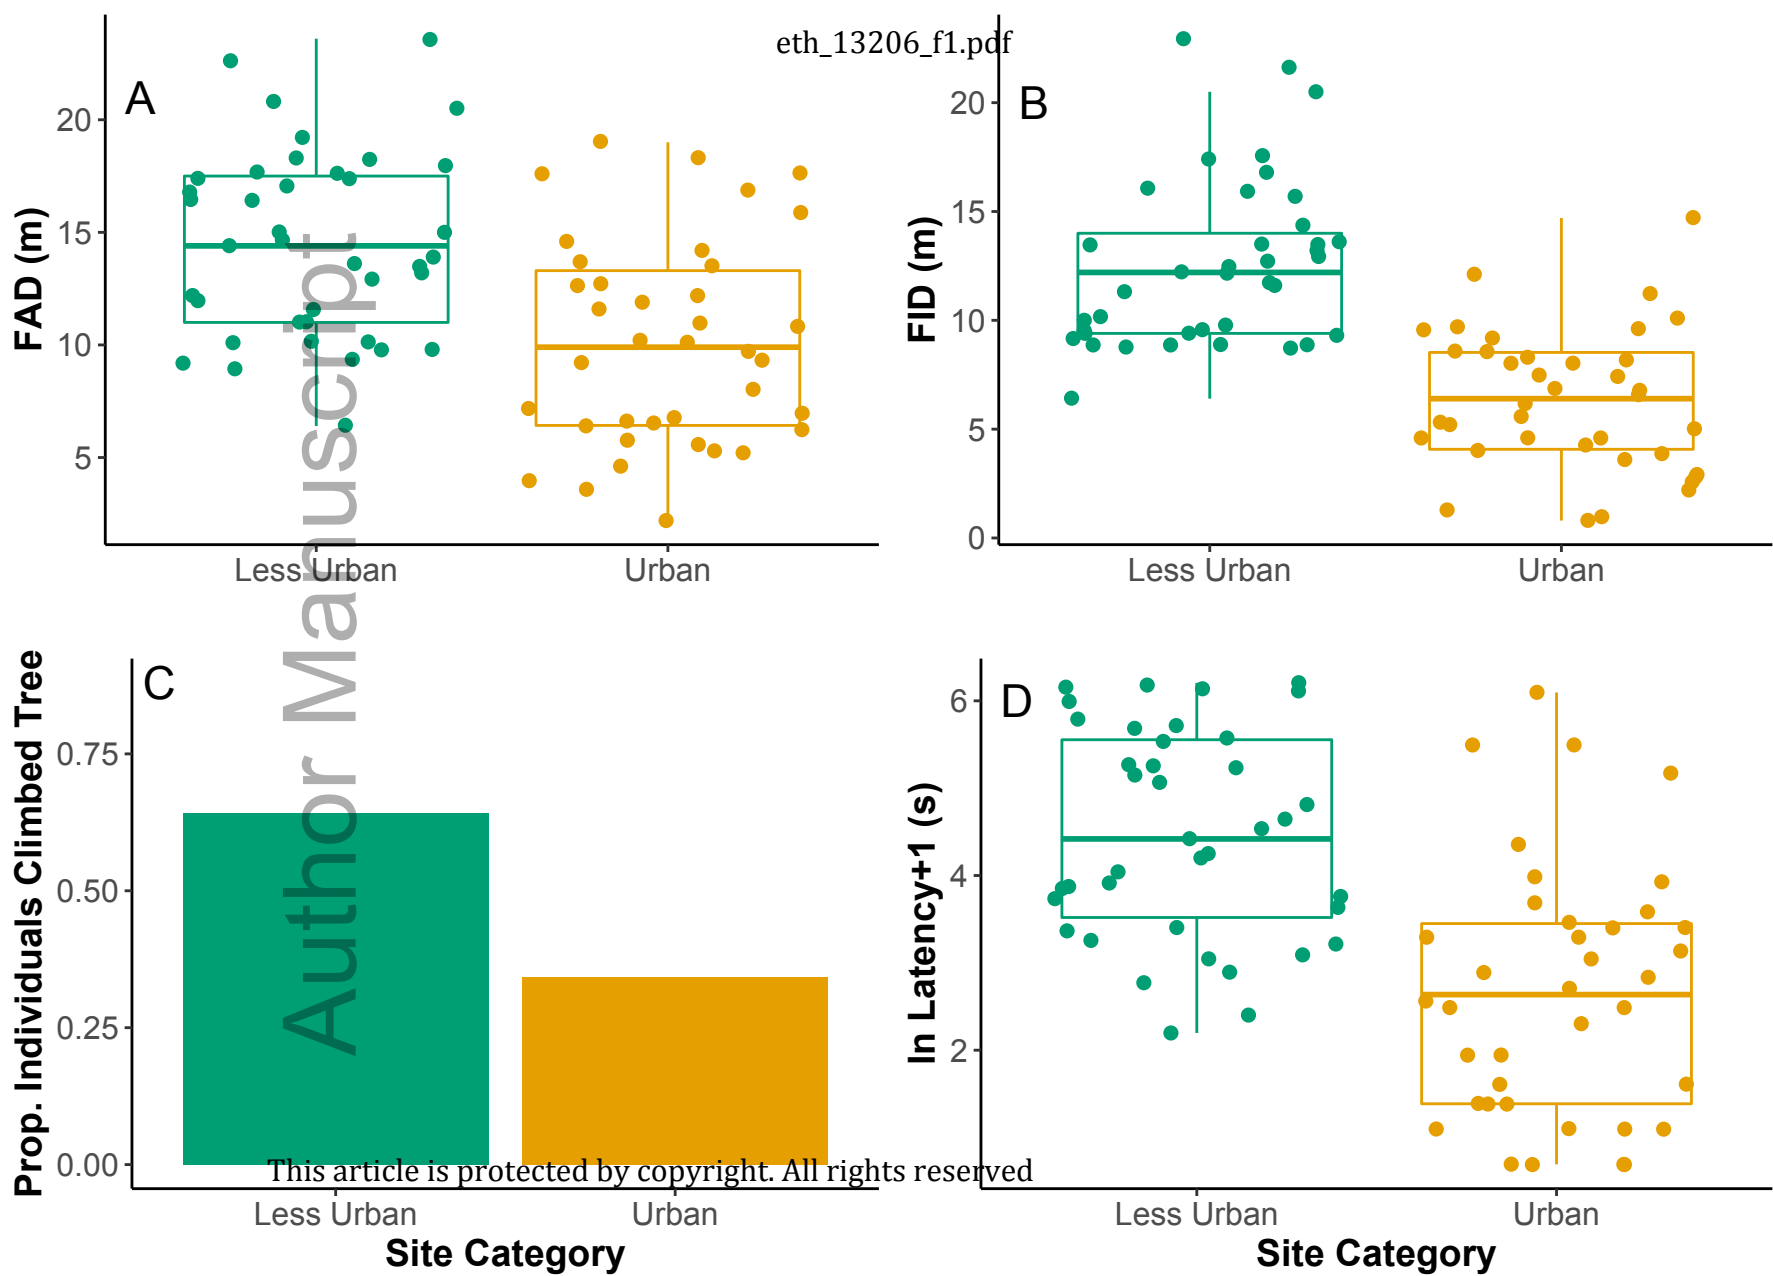 eth_13206_f1.pdf
A
FAD (m)
20
15
10
5
Less Urban
Urban
B
FID (m)
20
15
10
5
0
Less Urban
Urban
C
Prop. Individuals Climbed Tree
0.75
0.50
0.25
0.00
Less Urban
Urban
Site Category
D
ln Latency+1 (s)
6
4
2
Less Urban
Urban
Site Category
Author Manuscript
This article is protected by copyright. All rights reserved